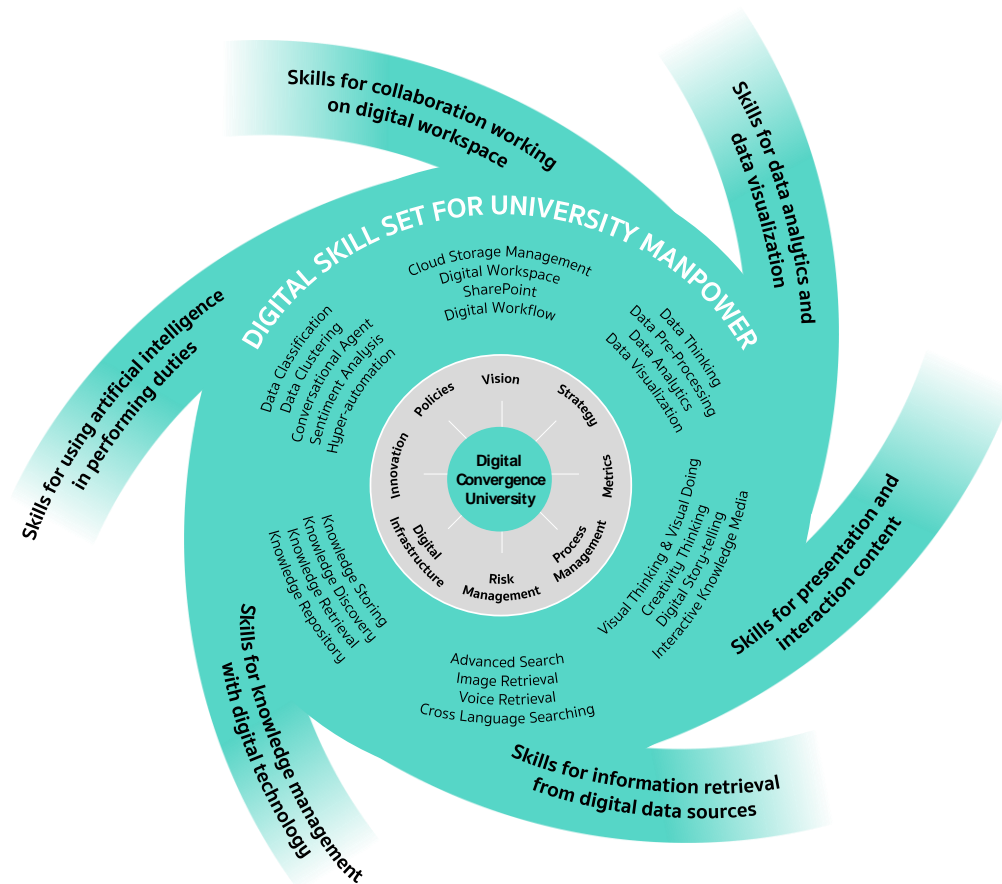 Skills for collaboration working
on digital workspace
Skills for data analytics and
data visualization
Skills for presentation and
interaction content
Skills for information retrieval
from digital data sources
Skills for knowledge management
with digital technology
Skills for using artificial intelligence
in performing duties
DIGITAL SKILL SET FOR UNIVERSITY MANPOWER
Cloud Storage Management
Digital Workspace
SharePoint
Digital Workflow
Data Thinking
Data Pre-Processing
Data Analytics
Data Visualization
Visual Thinking & Visual Doing
Creativity Thinking
Digital Story-telling
Interactive Knowledge Media
Advanced Search
Image Retrieval
Voice Retrieval
Cross Language Searching
Knowledge Storing
Knowledge Discovery
Knowledge Retrieval
Knowledge Repository
Data Classification
Data Clustering
Conversational Agent
Sentiment Analysis
Hyper-automation
Vision
Strategy
Metrics
Process
Management
Risk
Management
Digital
Infrastructure
Innovation
Policies
Digital
Convergence
University